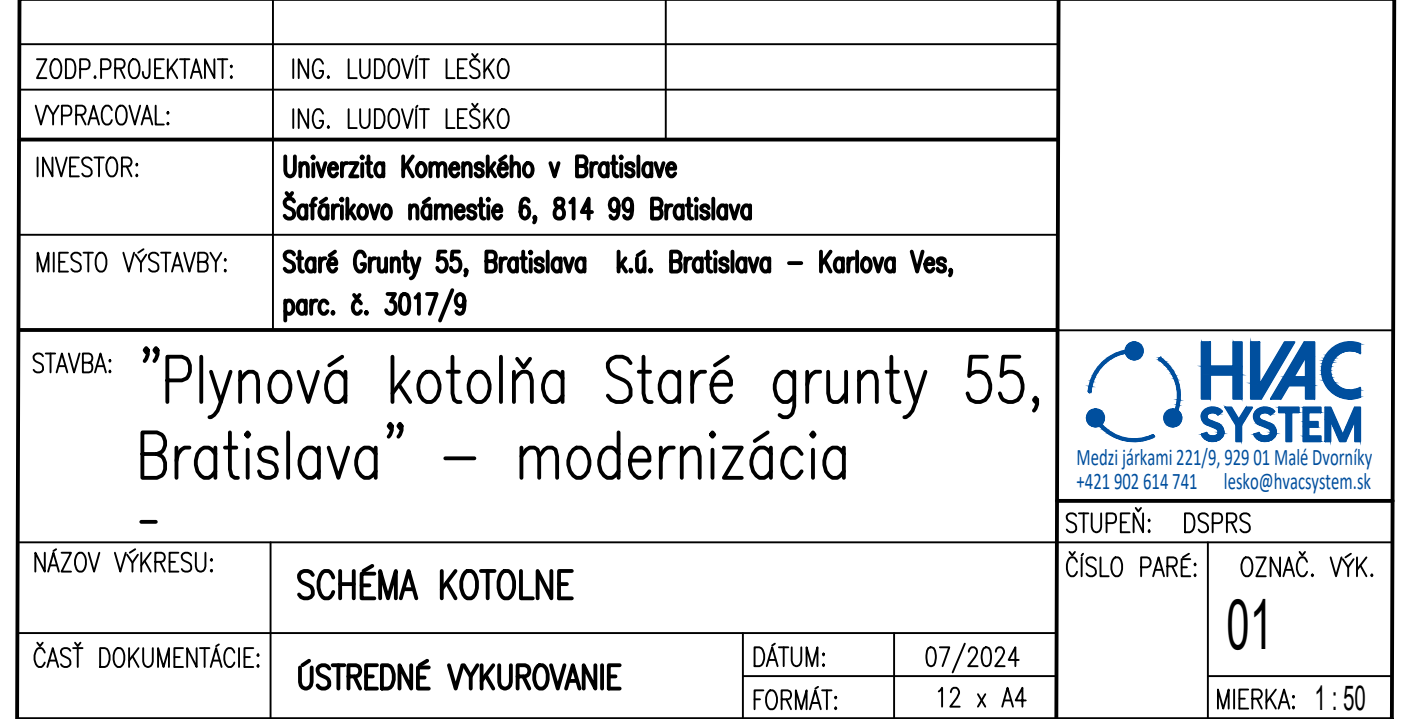 ZODP.PROJEKTANT: ING. LUDOVÍT LEŠKO
VYPRACOVAL: ING. LUDOVÍT LEŠKO
INVESTOR: Univerzita Komenského v Bratislave
Šafárikovo námestie 6, 814 99 Bratislava
MIESTO VÝSTAVBY: Staré Grunty 55, Bratislava k.ú. Bratislava – Karlova Ves,
parc. č. 3017/9
STAVBA: "Plynová kotolňa Staré grunty 55,
Bratislava" – modernizácia
-
HVAC
SYSTEM
Medzi járkami 221/9, 929 01 Malé Dvorníky
+421 902 614 741 lesko@hvacsystem.sk
STUPEŇ: DSPRS
NÁZOV VÝKRESU: SCHÉMA KOTOLNE
ČÍSLO PARÉ: OZNAČ. VÝK.
01
ČASŤ DOKUMENTÁCIE: ÚSTREDNÉ VYKUROVANIE
DÁTUM: 07/2024
FORMÁT: 12 x A4
MIERKA: 1:50